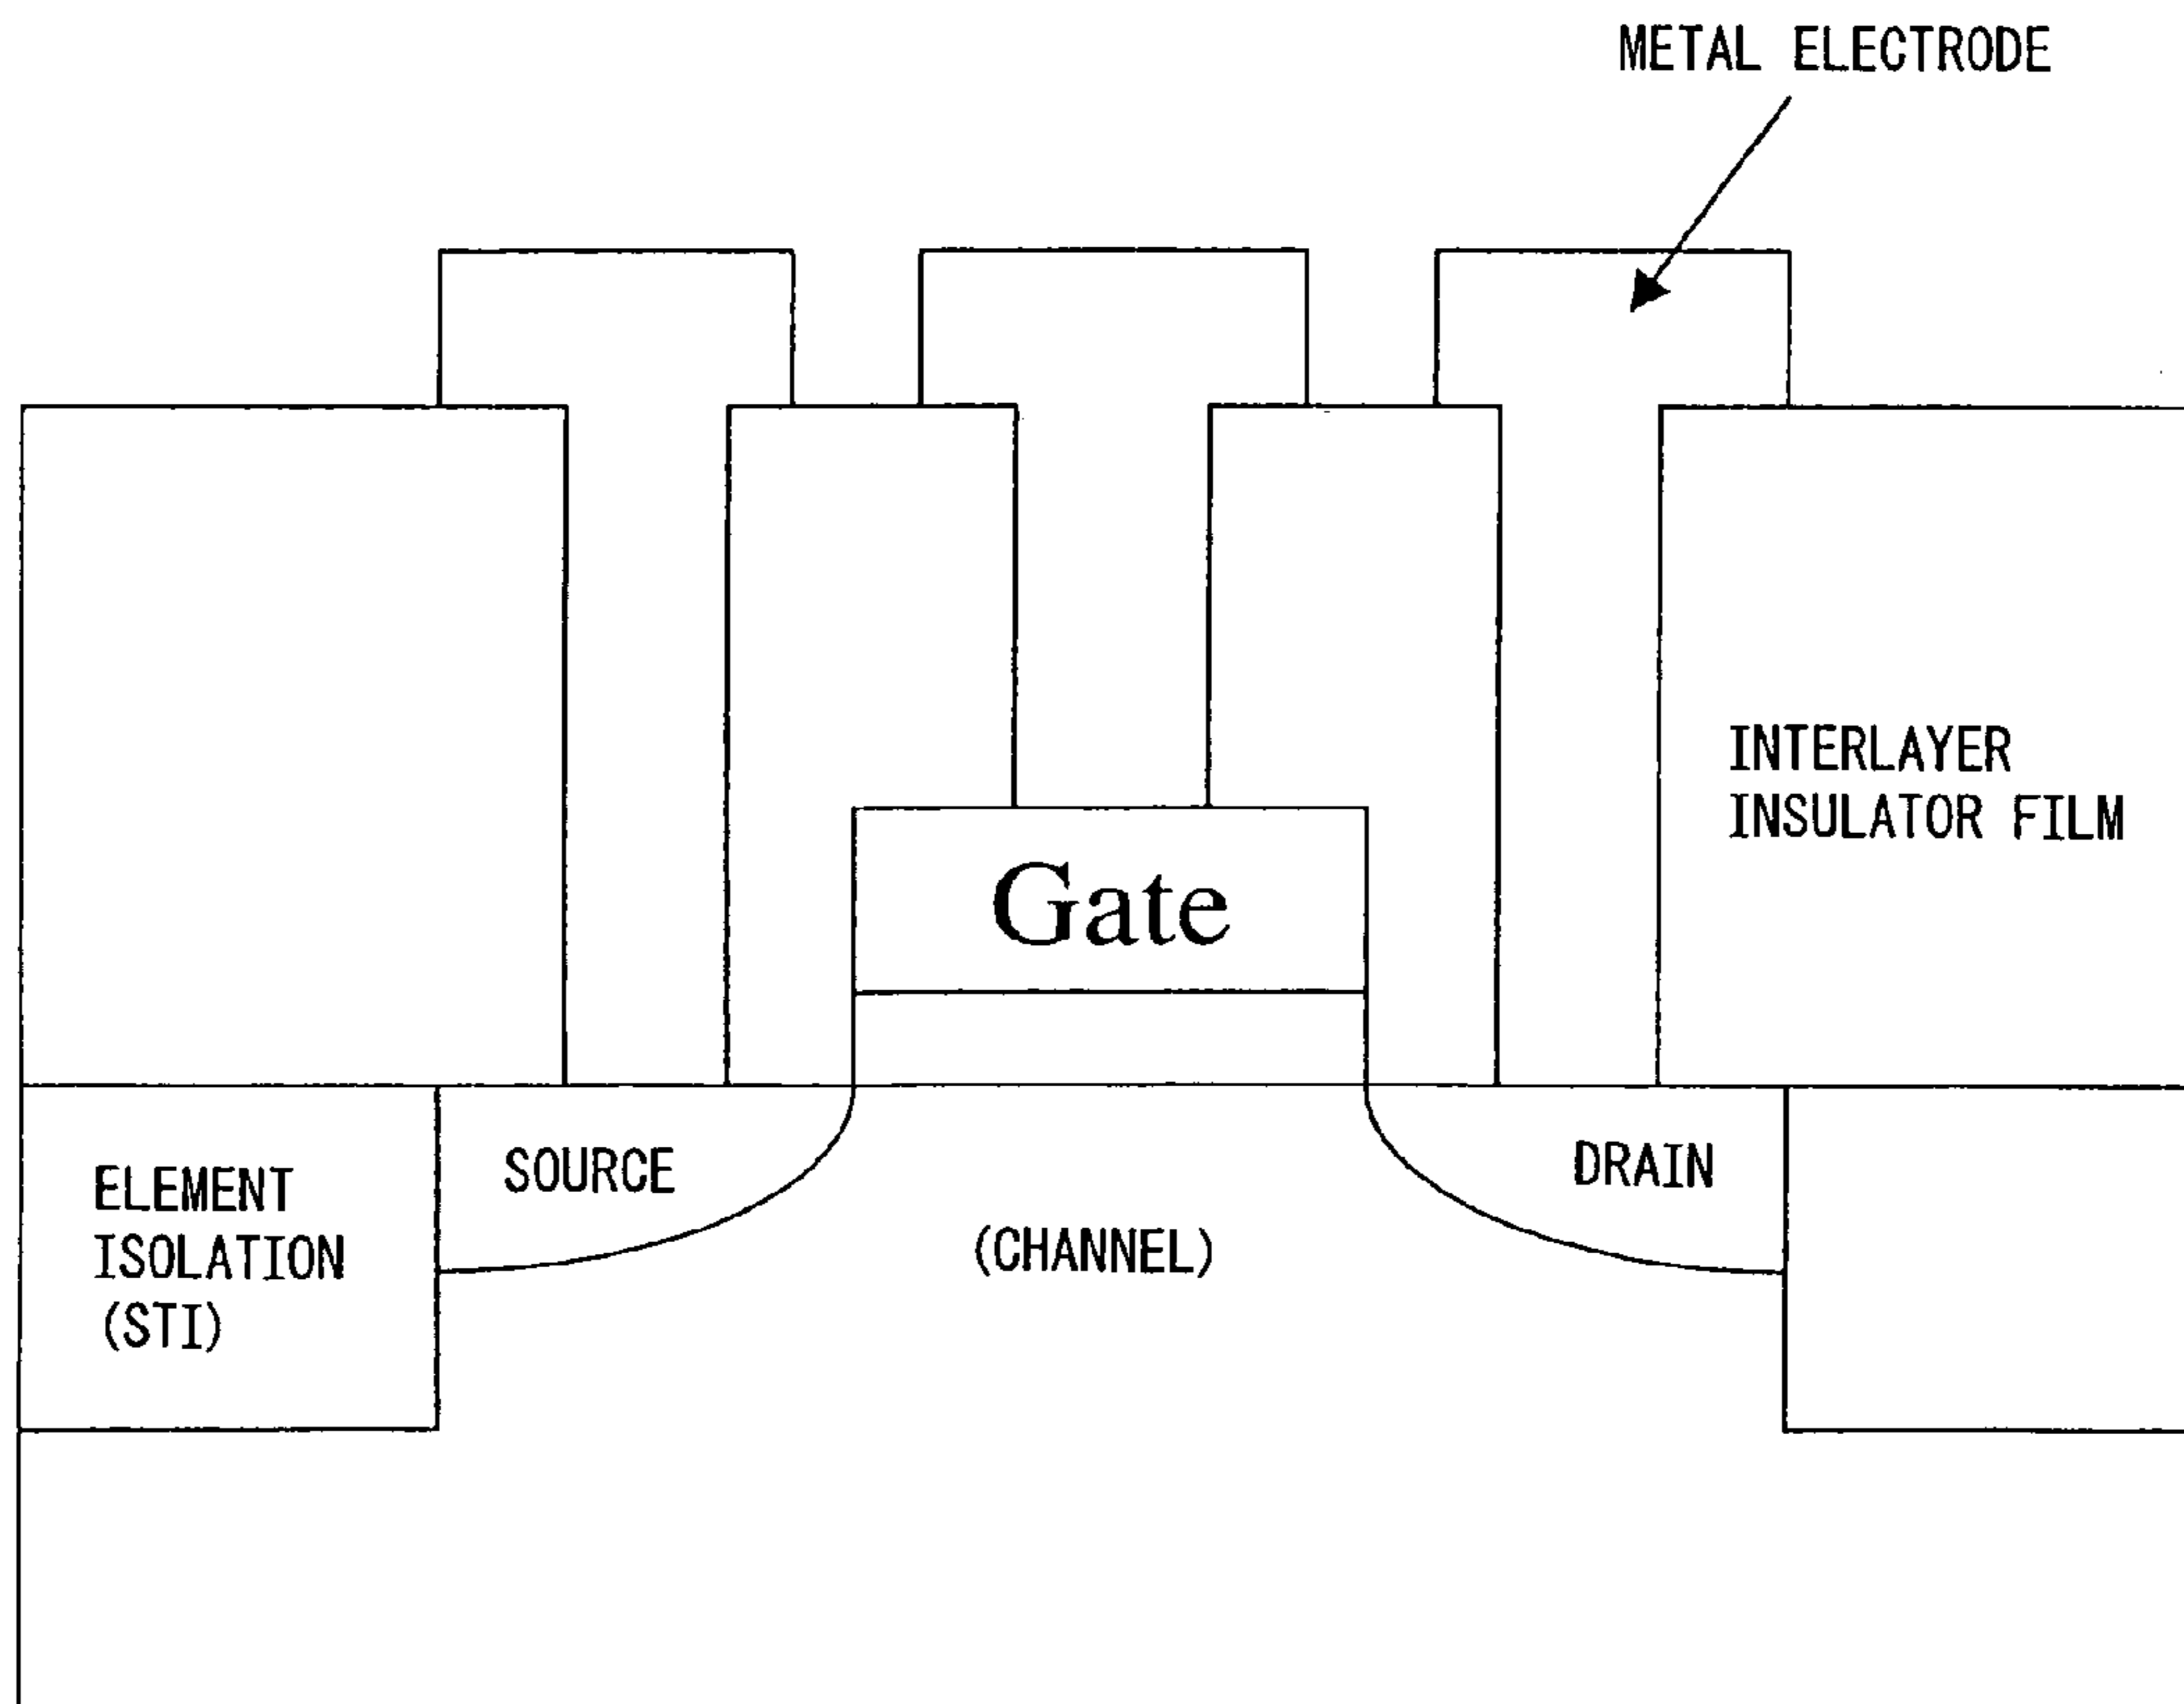 METAL ELECTRODE
INTERLAYER
INSULATOR FILM
Gate
SOURCE
DRAIN
ELEMENT
ISOLATION
(STI)
(CHANNEL)